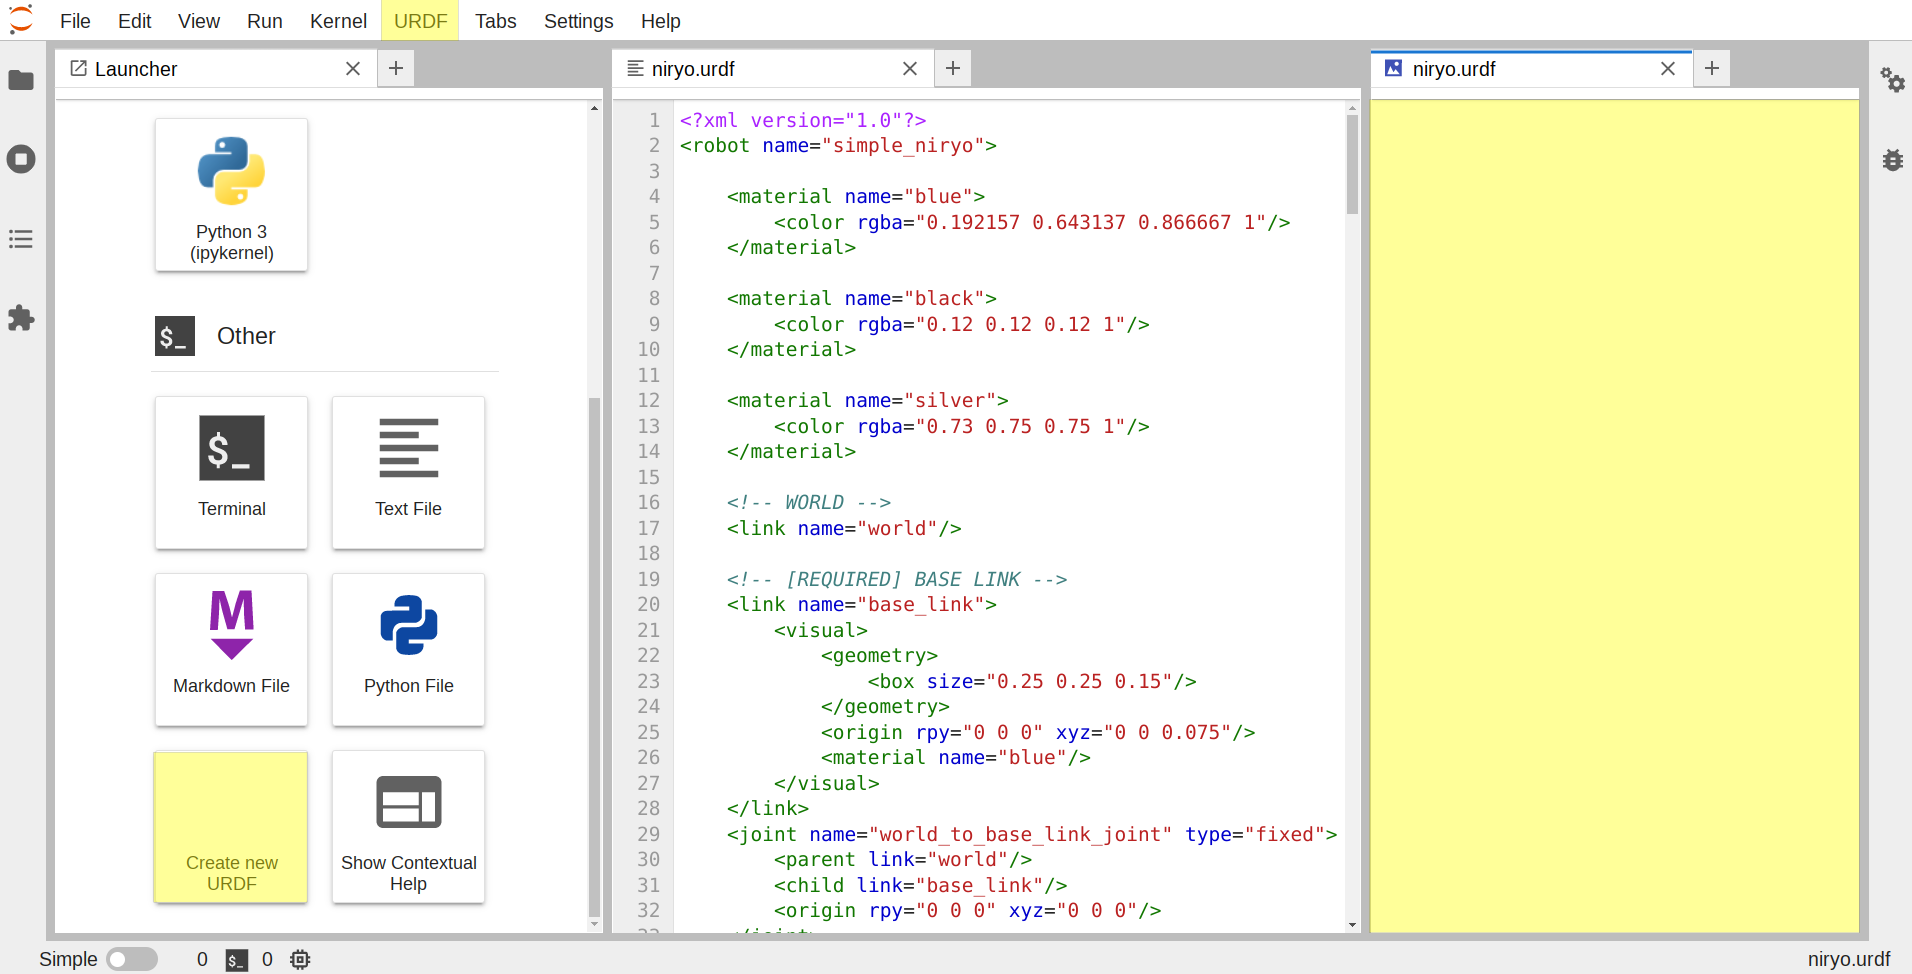 File Edit View Run Kernel URDF Tabs Settings Help
Launcher
niryo.urdf
niryo.urdf
Python 3
(ipykernel)
$_ Other
$_
Terminal
Text File
M
Markdown File
Python File
Create new
URDF
Show Contextual
Help
1 <?xml version="1.0"?>
2 <robot name="simple_niryo">
3
4 <material name="blue">
5 <color rgba="0.192157 0.643137 0.866667 1"/>
6 </material>
7
8 <material name="black">
9 <color rgba="0.12 0.12 0.12 1"/>
10 </material>
11
12 <material name="silver">
13 <color rgba="0.73 0.75 0.75 1"/>
14 </material>
15
16 <!-- WORLD -->
17 <link name="world"/>
18
19 <!-- [REQUIRED] BASE LINK -->
20 <link name="base_link">
21 <visual>
22 <geometry>
23 <box size="0.25 0.25 0.15"/>
24 </geometry>
25 <origin rpy="0 0 0" xyz="0 0 0.075"/>
26 <material name="blue"/>
27 </visual>
28 </link>
29 <joint name="world_to_base_link_joint" type="fixed">
30 <parent link="world"/>
31 <child link="base_link"/>
32 <origin rpy="0 0 0" xyz="0 0 0"/>
33 </joint>
Simple 0 $_ 0
niryo.urdf